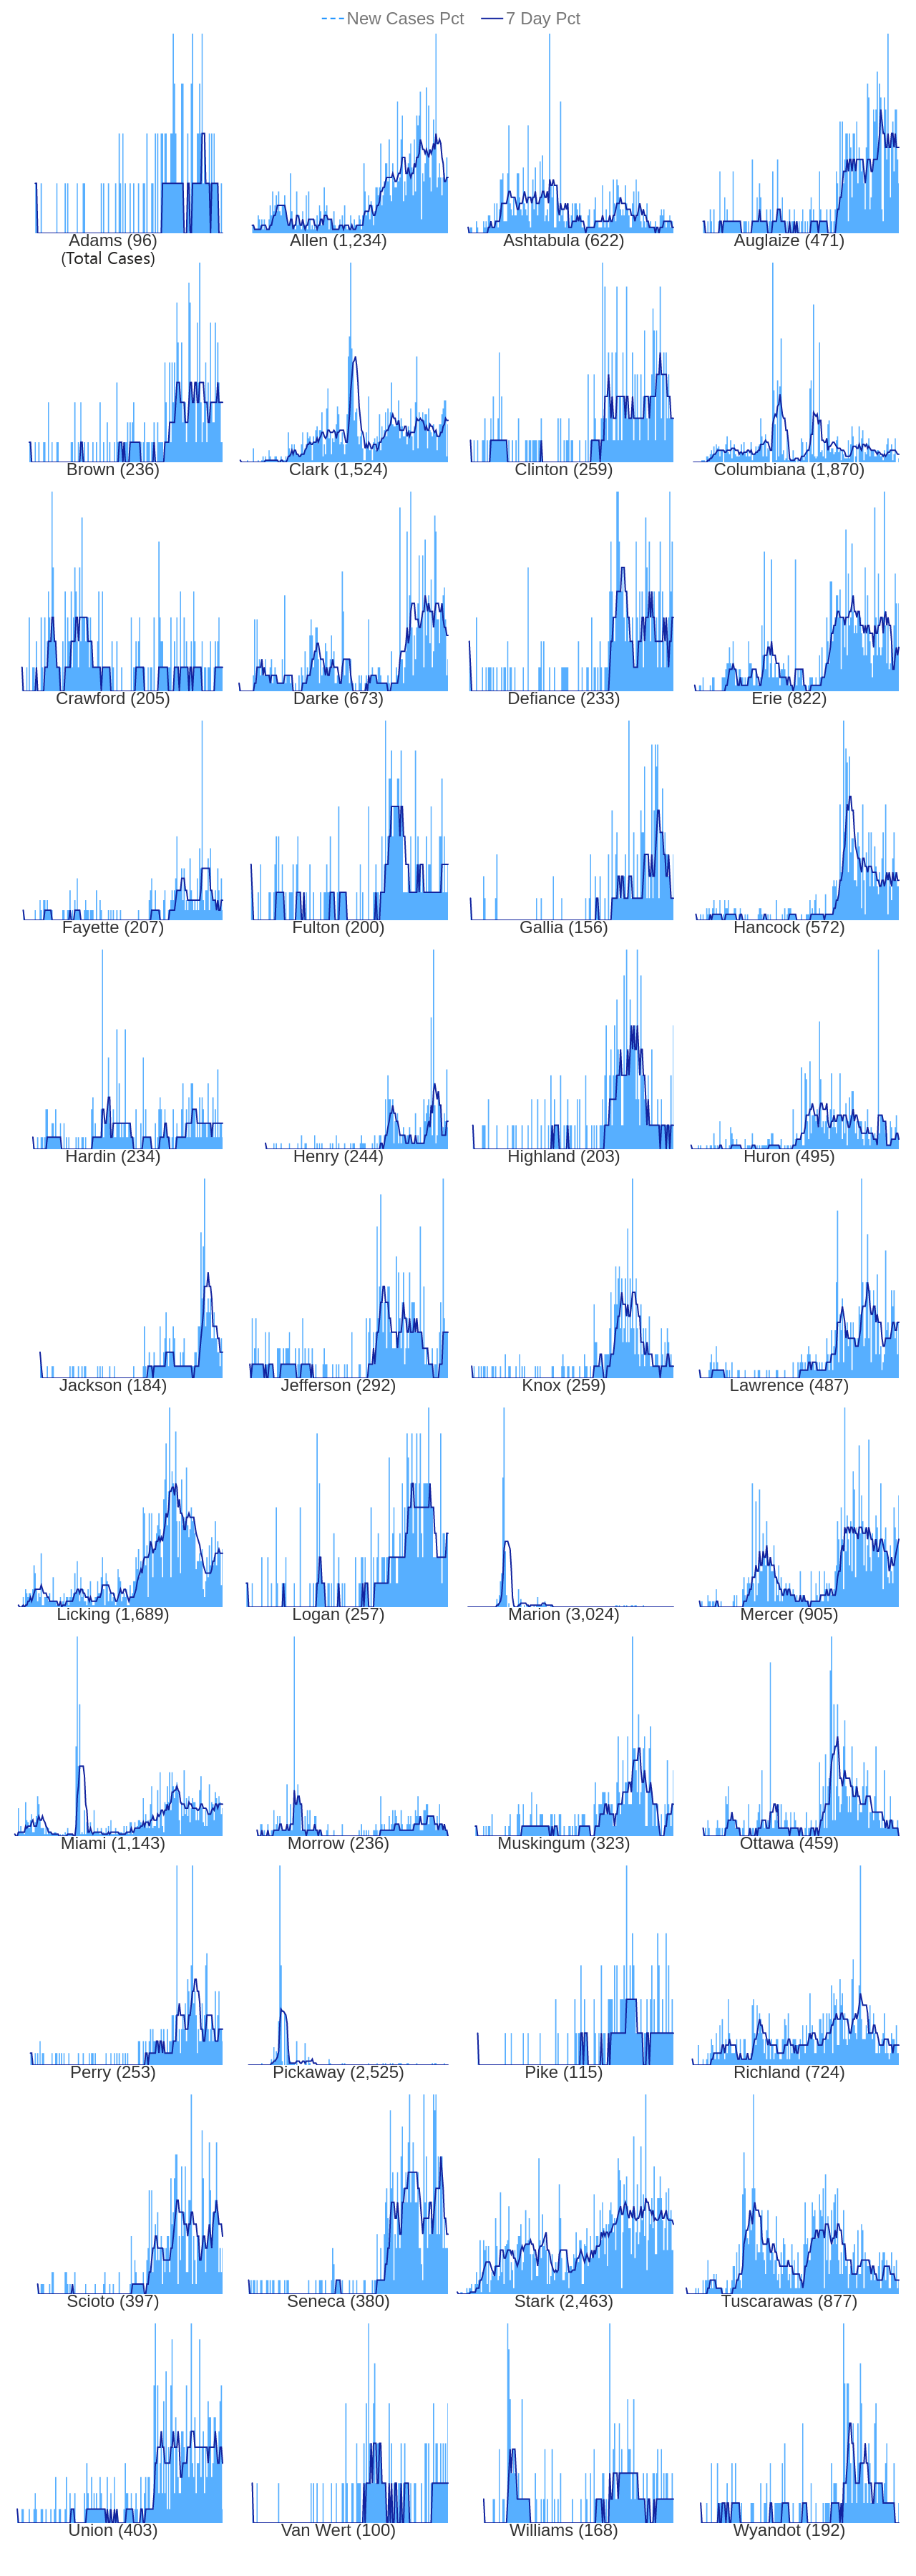 New Cases Pct 7 Day Pct
Adams (96) Allen (1,234) Ashtabula (622) Auglaize (471)
(Total Cases)
Brown (236) Clark (1,524) Clinton (259) Columbiana (1,870)
Crawford (205) Darke (673) Defiance (233) Erie (822)
Fayette (207) Fulton (200) Gallia (156) Hancock (572)
Hardin (234) Henry (244) Highland (203) Huron (495)
Jackson (184) Jefferson (292) Knox (259) Lawrence (487)
Licking (1,689) Logan (257) Marion (3,024) Mercer (905)
Miami (1,143) Morrow (236) Muskingum (323) Ottawa (459)
Perry (253) Pickaway (2,525) Pike (115) Richland (724)
Scioto (397) Seneca (380) Stark (2,463) Tuscarawas (877)
Union (403) Van Wert (100) Williams (168) Wyandot (192)